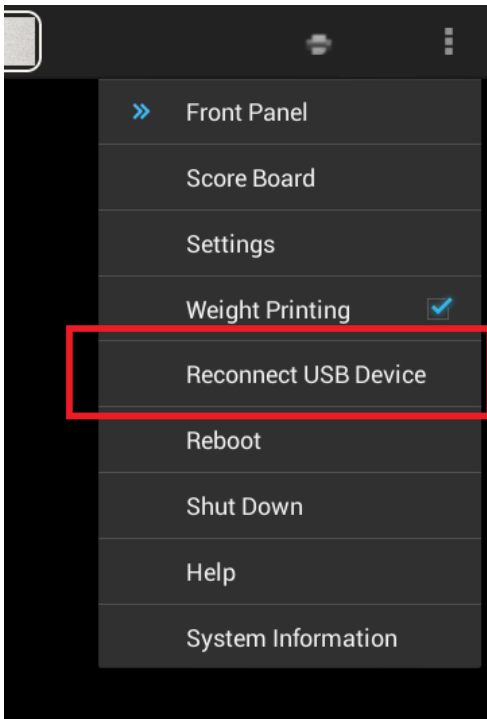 Front Panel
Score Board
Settings
Weight Printing
Reconnect USB Device
Reboot
Shut Down
Help
System Information